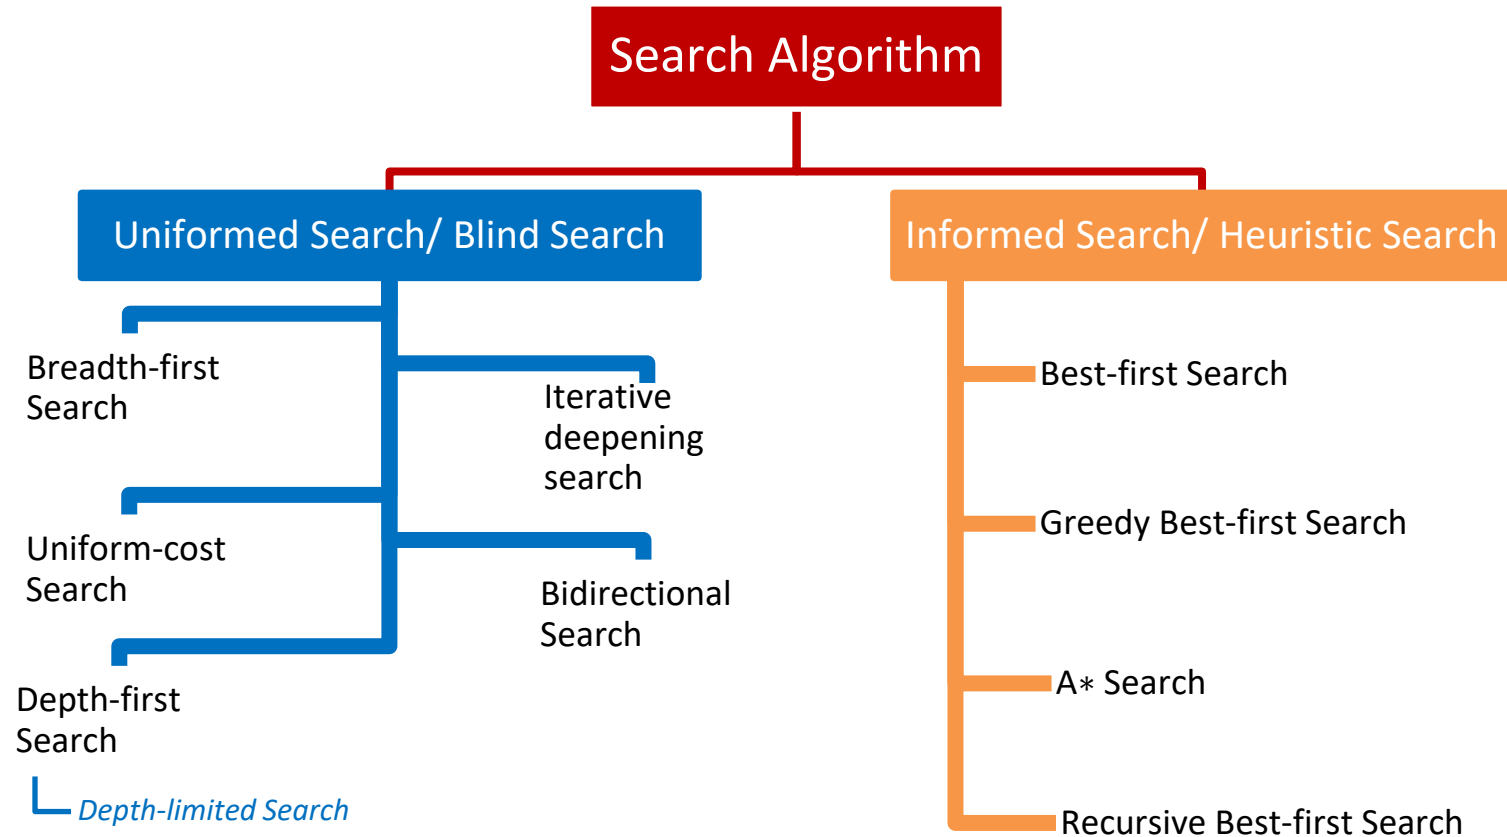 Search Algorithm
Uniformed Search/ Blind Search
Informed Search/ Heuristic Search
Breadth-first
Search
Iterative
deepening
search
Uniform-cost
Search
Bidirectional
Search
Depth-first
Search
Depth-limited Search
Best-first Search
Greedy Best-first Search
A* Search
Recursive Best-first Search